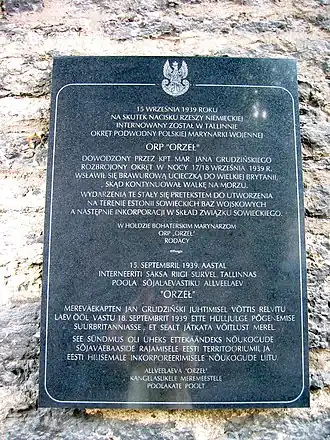 15 WRZEŚNIA 1939 ROKU
NA SKUTEK NACISKU RZESZY NIEMIECKIEJ
INTERNOWANY ZOSTAŁ W TALLINNIE
OKRĘT PODWODNY POLSKIEJ MARYNARKI WOJENNEJ
ORP "ORZEŁ"
DOWODZONY PRZEZ KPT. MAR. JANA GRUDZIŃSKIEGO
ROZBROJONY OKRĘT W NOCY 17/18 WRZEŚNIA 1939 R.
WSŁAWIŁ SIĘ BRAWUROWĄ UCIECZKĄ DO WIELKIEJ BRYTANII,
SKĄD KONTYNUOWAŁ WALKĘ NA MORZU.
WYDARZENIA TE STAŁY SIĘ PRETEKSTEM DO UTWORZENIA
NA TERENIE ESTONII SOWIECKICH BAZ WOJSKOWYCH
A NASTĘPNIE INKORPORACJI W SKŁAD ZWIĄZKU SOWIECKIEGO.
W HOŁDZIE BOHATERSKIM MARYNARZOM
ORP „ORZEŁ"
RODACY
15. SEPTEMBRIL 1939. AASTAL
INTERNEERITI SAKSA RIIGI SURVEL TALLINNAS
POOLA SÕJALAEVASTIKU ALLVEELAEV
"ORZEŁ"
MEREVÄEKAPTEN JAN GRUDZIŃSKI JUHTIMISEL VÕTTIS RELVITU
LAEV ÖÖL VASTU 18. SEPTEMBRIT 1939 ETTE HULLJULGE PÕGENEMISE
SUURBRITANNIASSE, ET SEALT JÄTKATA VÕITLUST MEREL.
SEE SÜNDMUS OLI ÜHEKS ETTEKÄÄNDEKS NÕUKOGUDE
SÕJAVÄEBAASIDE RAJAMISELE EESTI TERRITOORIUMIL JA
EESTI HILISEMALE INKORPOREERIMISELE NÕUKOGUDE LIITU.
ALLVEELAEVA "ORZEŁ"
KANGELASLIKELE MEREMEESTELE
POOLAKATE POOLT